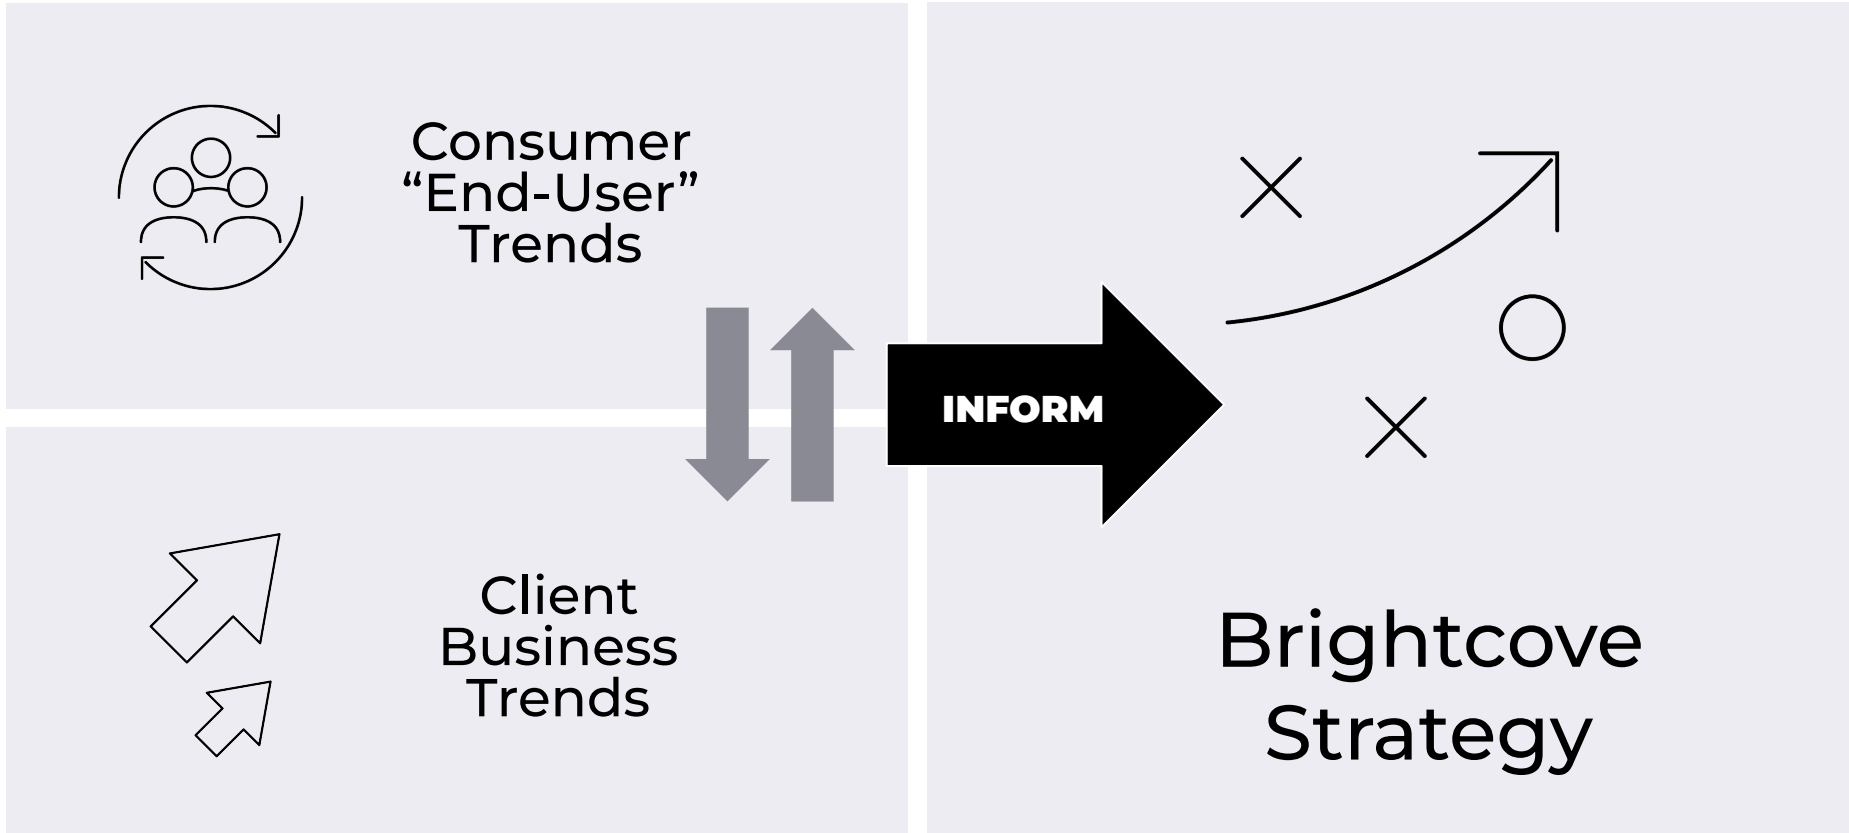 Consumer
“End-User”
Trends
INFORM
Client
Business
Trends
Brightcove
Strategy